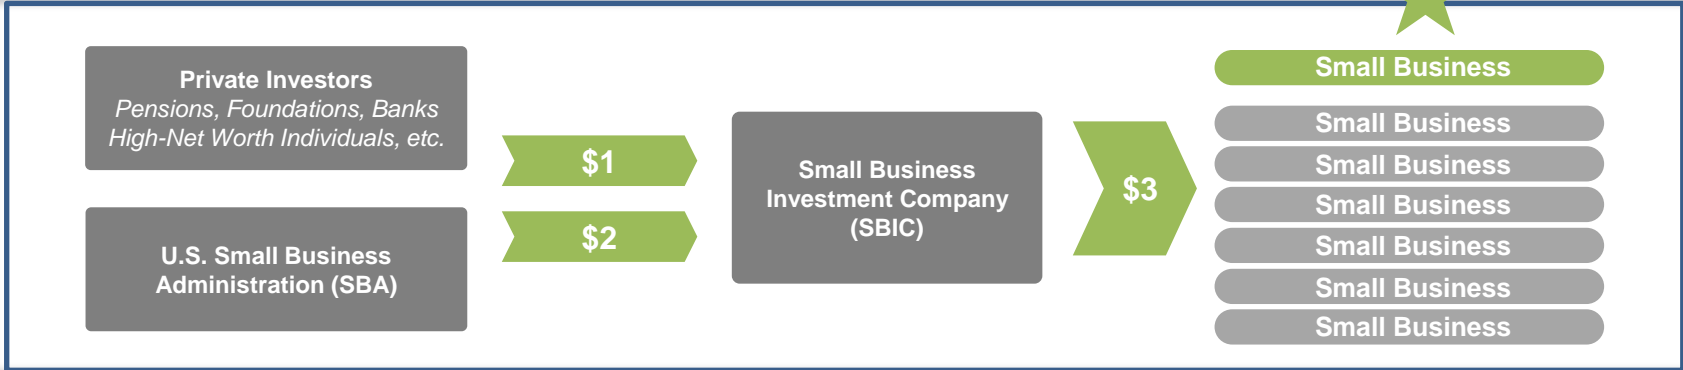 Private Investors
Pensions, Foundations, Banks
High-Net Worth Individuals, etc.
U.S. Small Business
Administration (SBA)
$1
$2
Small Business
Investment Company
(SBIC)
$3
Small Business
Small Business
Small Business
Small Business
Small Business
Small Business
Small Business